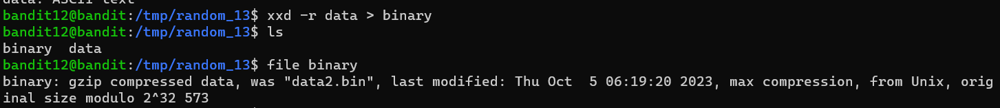 data: ASCII text
bandit12@bandit:/tmp/random_13$ xxd -r data > binary
bandit12@bandit:/tmp/random_13$ ls
binary  data
bandit12@bandit:/tmp/random_13$ file binary
binary: gzip compressed data, was "data2.bin", last modified: Thu Oct  5 06:19:20 2023, max compression, from Unix, orig
inal size modulo 2^32 573